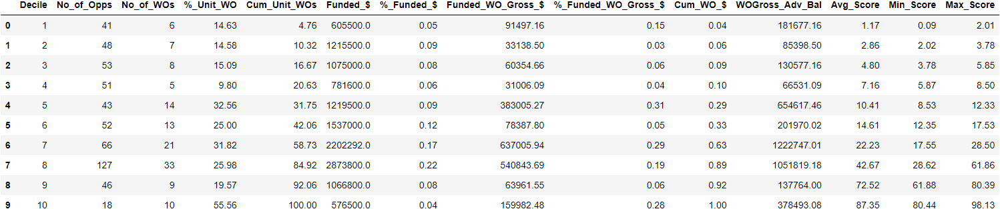 Decile No_of_Opps No_of_WOs %_Unit_WO Cum_Unit_WOs Funded_$ %_Funded_$ Funded_WO_Gross_$ %_Funded_WO_Gross_$ Cum_WO_$ WOGross_Adv_Bal Avg_Score Min_Score Max_Score
0 1 41 6 14.63 4.76 605500.0 0.05 91497.16 0.15 0.04 181677.16 1.17 0.09 2.01
1 2 48 7 14.58 10.32 1215500.0 0.09 33138.50 0.03 0.06 85398.50 2.86 2.02 3.78
2 3 53 8 15.09 16.67 1075000.0 0.08 60354.66 0.06 0.09 130577.16 4.80 3.78 5.85
3 4 51 5 9.80 20.63 781600.0 0.06 31006.09 0.04 0.10 66531.09 7.16 5.87 8.50
4 5 43 14 32.56 31.75 1219500.0 0.09 383005.27 0.31 0.29 654617.46 10.41 8.53 12.33
5 6 52 13 25.00 42.06 1537000.0 0.12 78387.80 0.05 0.33 201970.02 14.61 12.35 17.53
6 7 66 21 31.82 58.73 2202292.0 0.17 637005.94 0.29 0.63 1222747.01 22.23 17.55 28.50
7 8 127 33 25.98 84.92 2873800.0 0.22 540843.69 0.19 0.89 1051819.18 42.67 28.62 61.86
8 9 46 9 19.57 92.06 1066800.0 0.08 63961.55 0.06 0.92 137764.00 72.52 61.88 80.39
9 10 18 10 55.56 100.00 576500.0 0.04 159982.48 0.28 1.00 378493.08 87.35 80.44 98.13